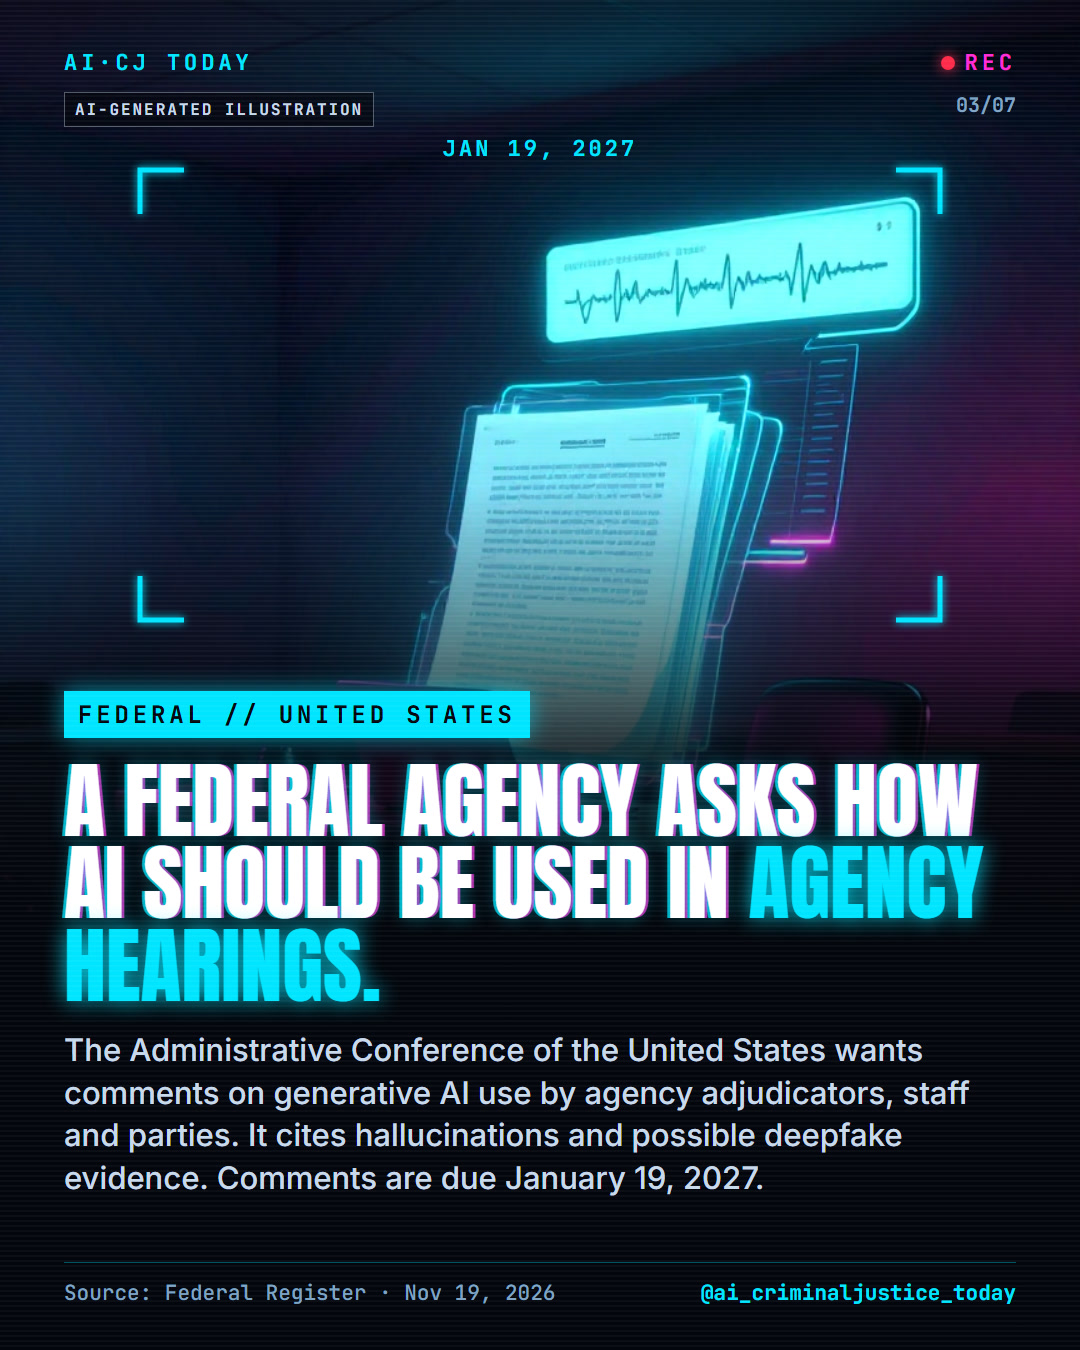 AI·CJ TODAY
REC
AI-GENERATED ILLUSTRATION
03/07
JAN 19, 2027
FEDERAL // UNITED STATES
A FEDERAL AGENCY ASKS HOW
AI SHOULD BE USED IN AGENCY
HEARINGS.
The Administrative Conference of the United States wants
comments on generative AI use by agency adjudicators, staff
and parties. It cites hallucinations and possible deepfake
evidence. Comments are due January 19, 2027.
Source: Federal Register · Nov 19, 2026
@ai_criminaljustice_today